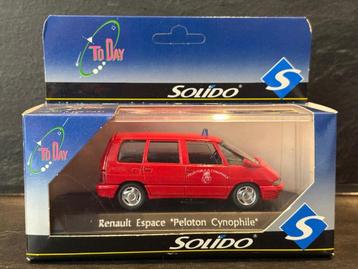 TO DAY
SOLIDO
S
TO DAY
Renault Espace "Peloton Cynophile"
SOLIDO
S